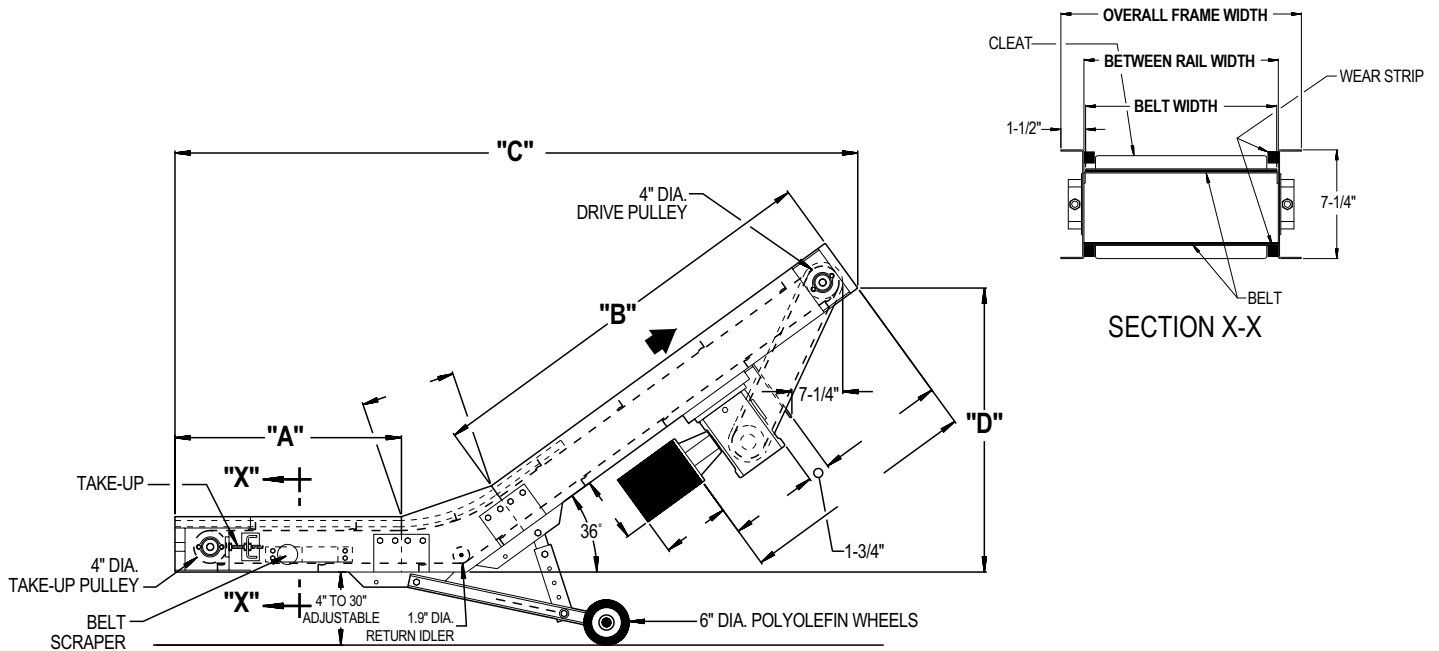 OVERALL FRAME WIDTH
CLEAT
BETWEEN RAIL WIDTH
WEAR STRIP
BELT WIDTH
1-1/2"
"C"
4" DIA.
DRIVE PULLEY
7-1/4"
BELT
SECTION X-X
"B"
7-1/4"
"D"
"A"
TAKE-UP
"X"
36°
1-3/4"
4" DIA.
TAKE-UP PULLEY
"X"
4" TO 30"
ADJUSTABLE
1.9" DIA.
RETURN IDLER
BELT
SCRAPER
6" DIA. POLYOLEFIN WHEELS